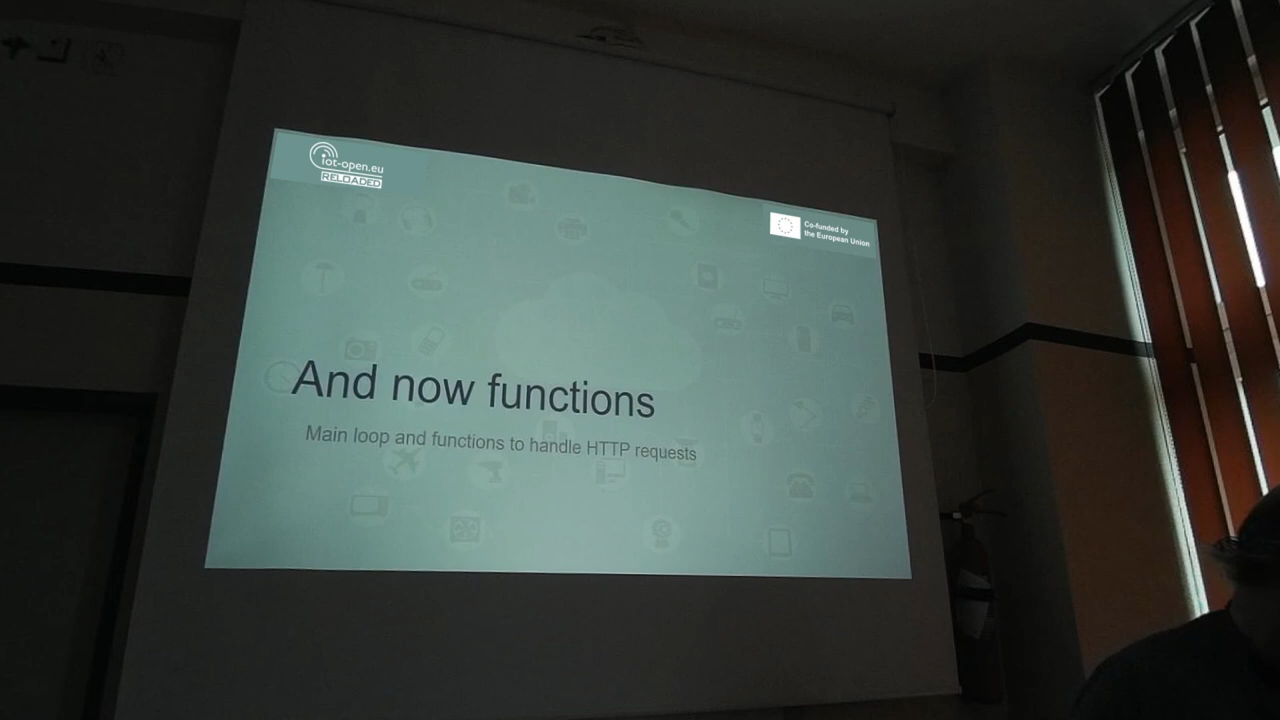 iot-open.eu
RELOADED
Co-funded by
the European Union
And now functions
Main loop and functions to handle HTTP requests